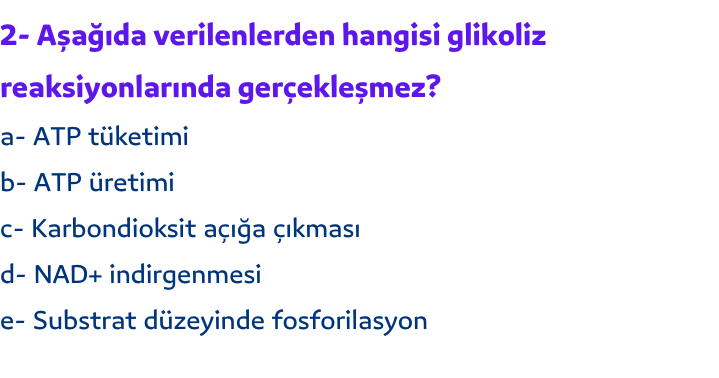 2- Aşağıda verilenlerden hangisi glikoliz
reaksiyonlarında gerçekleşmez?
a- ATP tüketimi
b- ATP üretimi
c- Karbondioksit açığa çıkması
d- NAD+ indirgenmesi
e- Substrat düzeyinde fosforilasyon